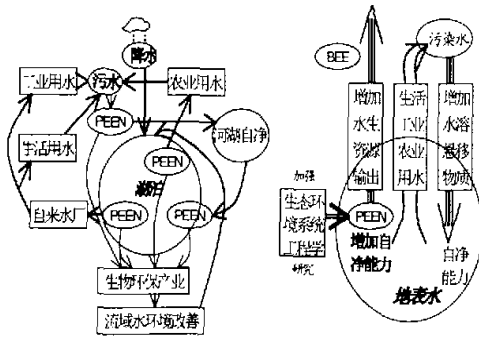 降水
工业用水
污水
农业用水
PEEN
河湖自净
生活用水
PEEN
湖泊
自来水厂
PEEN
PEEN
生物环保产业
流域水环境改善
污染水
BEE
增加水生资源输出
生活工业农业用水
增加水溶悬移物质
加强
生态环
境系统
工程学
研究
PEEN
增加自
净能力
自净
能力
地表水